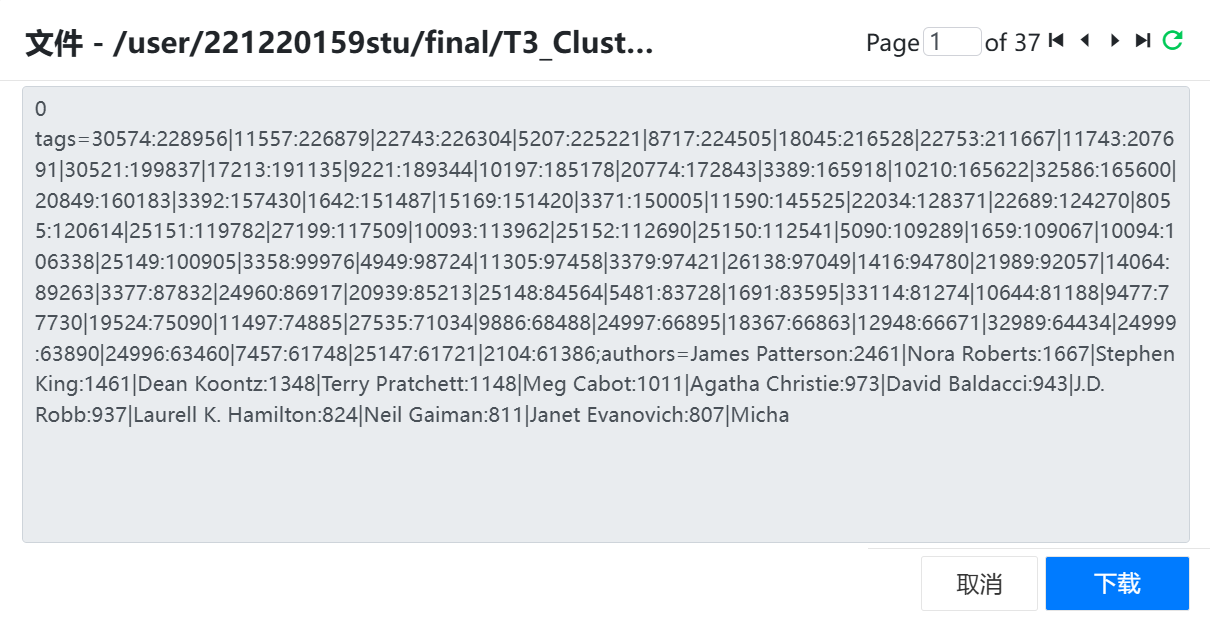 文件 - /user/221220159stu/final/T3_Clust...
Page 1 of 37
0
tags=30574:228956|11557:226879|22743:226304|5207:225221|8717:224505|18045:216528|22753:211667|11743:2076
91|30521:199837|17213:191135|9221:189344|10197:185178|20774:172843|3389:165918|10210:165622|32586:165600|
20849:160183|3392:157430|1642:151487|15169:151420|3371:150005|11590:145525|22034:128371|22689:124270|805
5:120614|25151:119782|27199:117509|10093:113962|25152:112690|25150:112541|5090:109289|1659:109067|10094:1
06338|25149:100905|3358:99976|4949:98724|11305:97458|3379:97421|26138:97049|1416:94780|21989:92057|14064:
89263|3377:87832|24960:86917|20939:85213|25148:84564|5481:83728|1691:83595|33114:81274|10644:81188|9477:7
7730|19524:75090|11497:74885|27535:71034|9886:68488|24997:66895|18367:66863|12948:66671|32989:64434|24999
:63890|24996:63460|7457:61748|25147:61721|2104:61386;authors=James Patterson:2461|Nora Roberts:1667|Stephen
King:1461|Dean Koontz:1348|Terry Pratchett:1148|Meg Cabot:1011|Agatha Christie:973|David Baldacci:943|J.D.
Robb:937|Laurell K. Hamilton:824|Neil Gaiman:811|Janet Evanovich:807|Micha
取消
下载